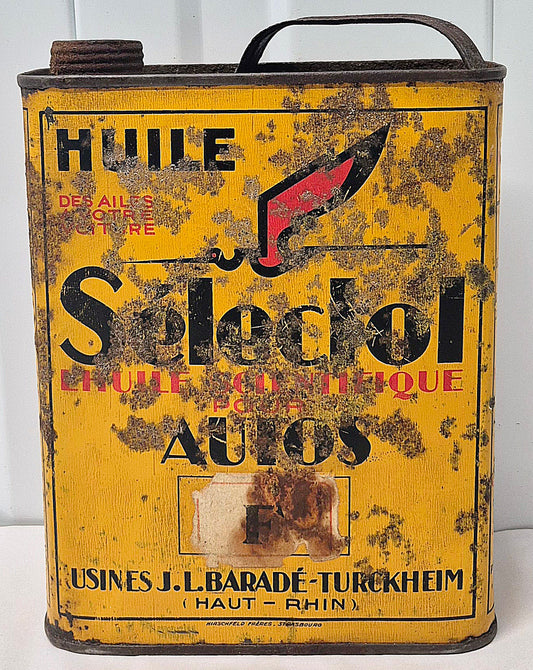 HUILE
DES AILES
A VOTRE
VOITURE
Sélectol
L'HUILE SCIENTIFIQUE
POUR
AUTOS
F
USINES J.L.BARADÉ-TURCKHEIM
(HAUT-RHIN)
HIRSCHFELD FRÈRES, STRASBOURG